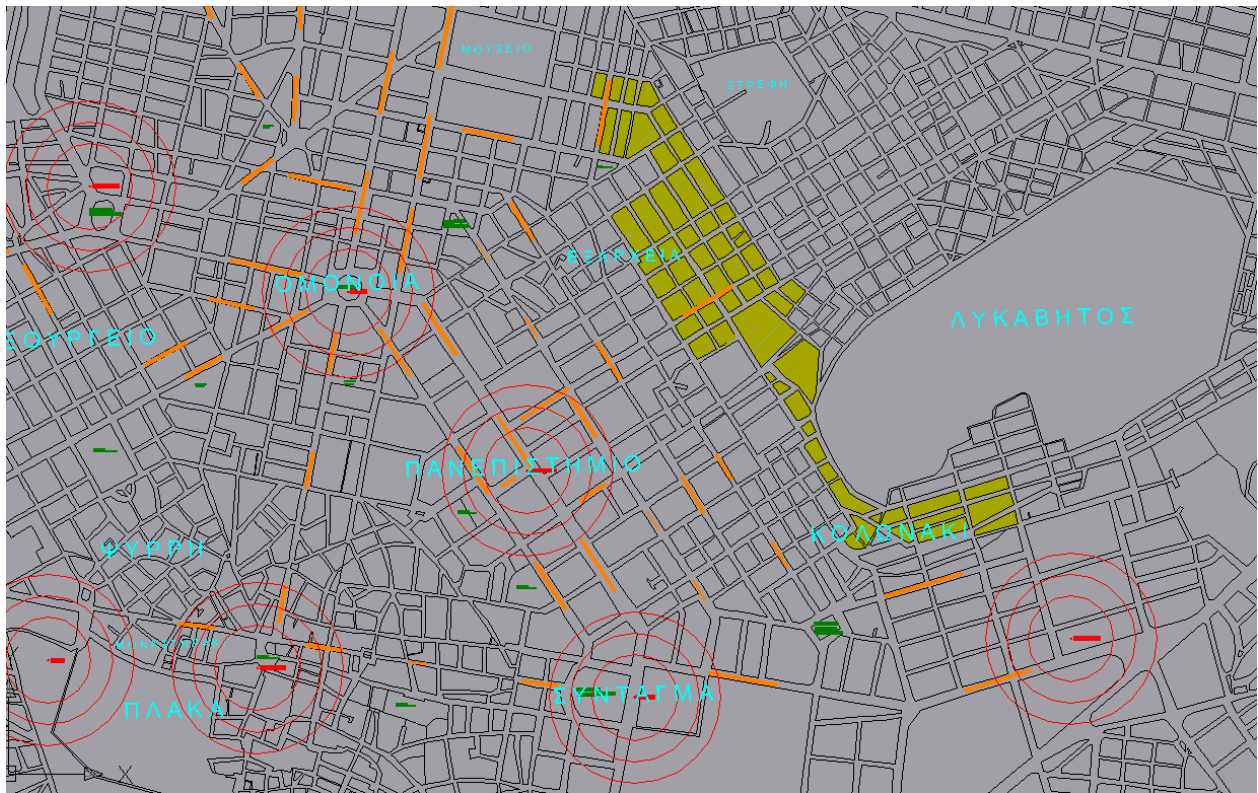 ΜΟΥΣΕΙΟ
ΣΤΡΕΦΗ
ΕΞΑΡΧΕΙΑ
ΟΜΟΝΟΙΑ
ΛΥΚΑΒΗΤΟΣ
ΕΟΥΡΓΕΙΟ
ΠΑΝΕΠΙΣΤΗΜΙΟ
ΚΟΛΩΝΑΚΙ
ΨΥΡΡΗ
ΣΥΝΤΑΓΜΑ
ΠΛΑΚΑ
X